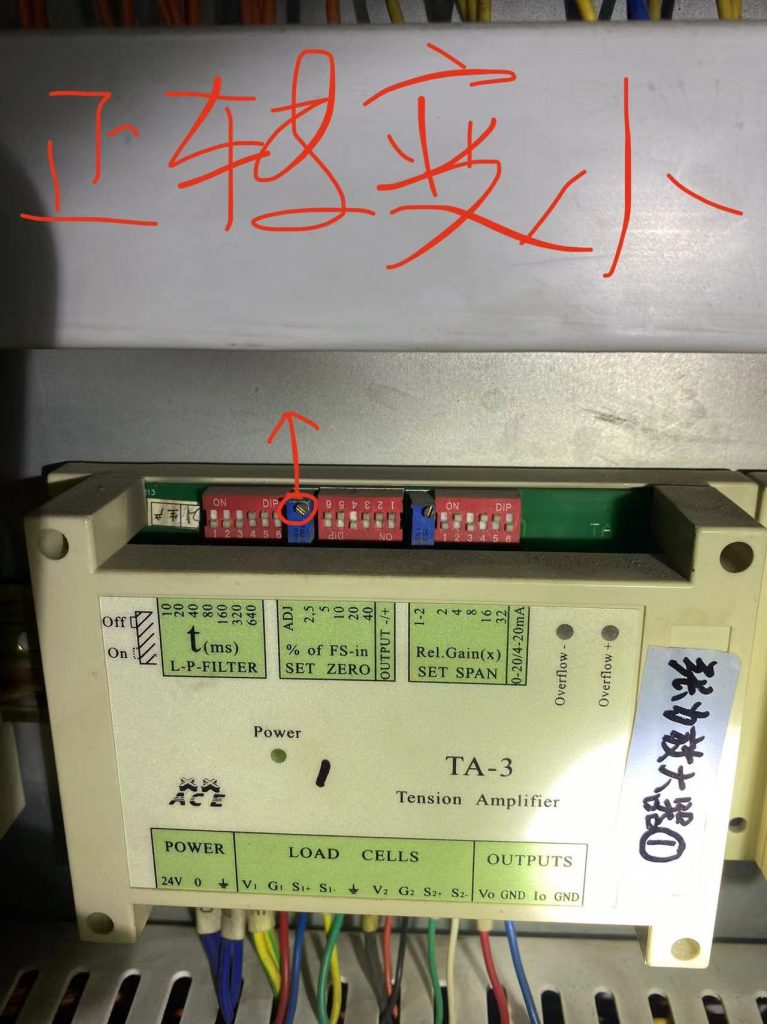 正转变小
ON DIP
1 2 3 4 5 6
1 2 3 4 5 6
DIP ON
ON DIP
1 2 3 4 5 6
生产
TA
Off
On
10 20 40 80 160 320 640
t(ms)
L-P-FILTER
ADJ 2,5 5 10 20 40
% of FS-in
SET ZERO
OUTPUT -/+
1-2 2 4 8 16 32
Rel.Gain(x)
SET SPAN
0-20/4-20mA
Overflow -
Overflow +
Power
1
ACE
TA-3
Tension Amplifier
张力放大器①
POWER
24V 0
LOAD CELLS
V1 G1 S1+ S1- V2 G2 S2+ S2-
OUTPUTS
Vo GND Io GND